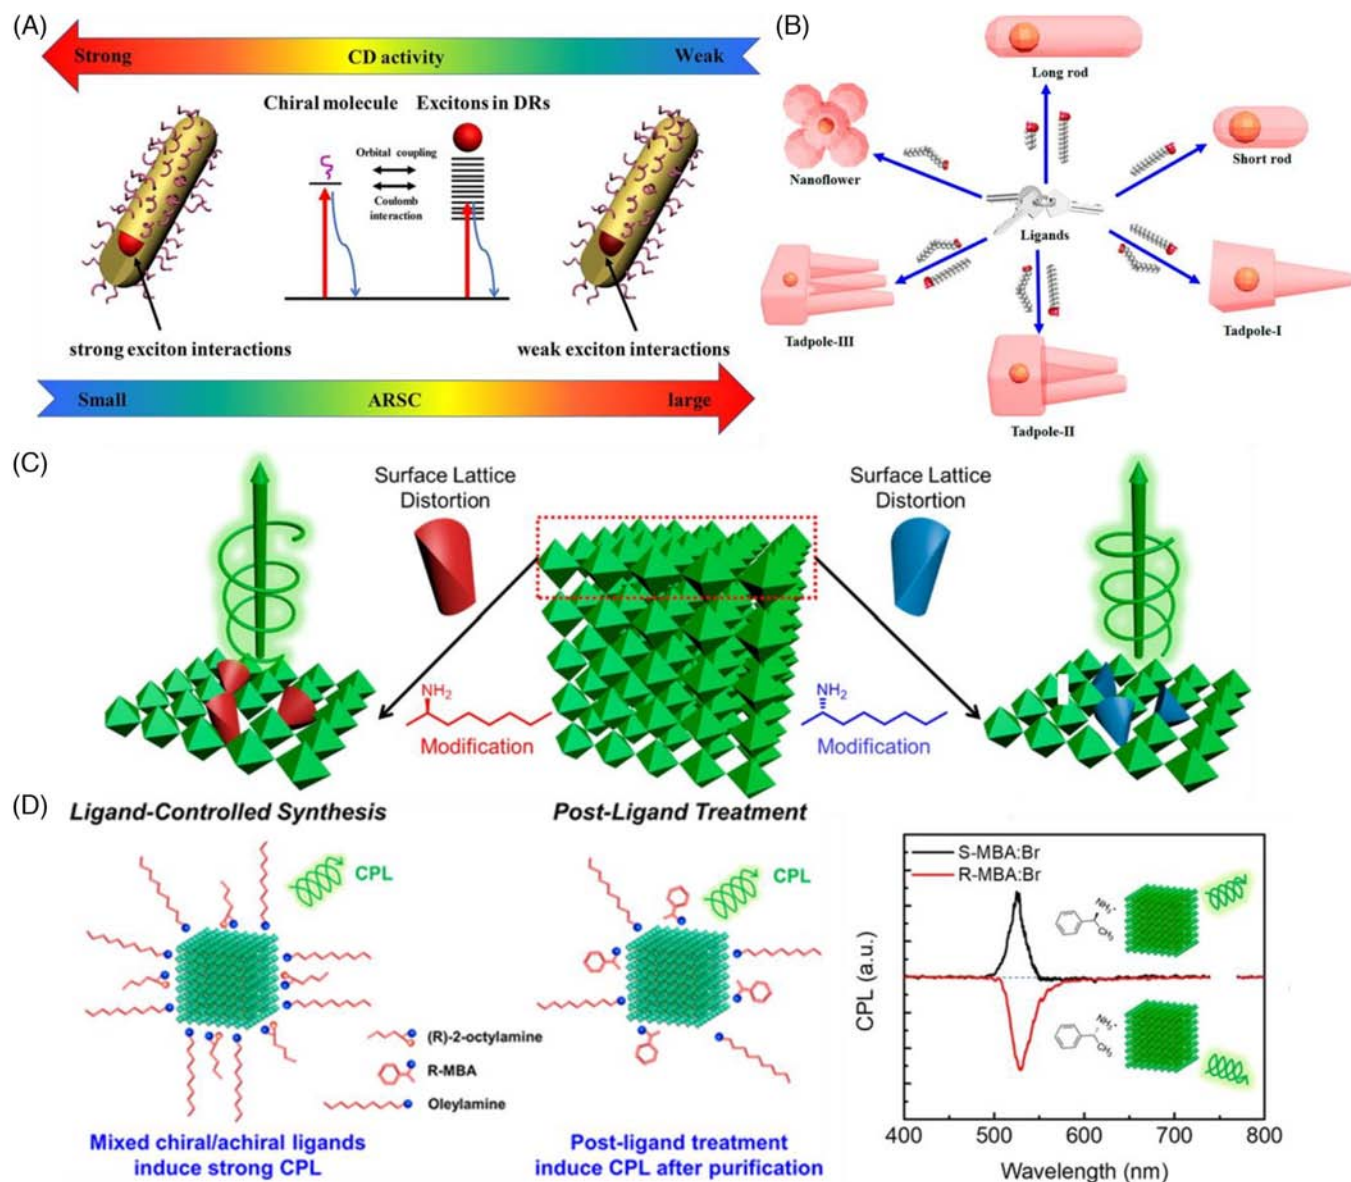 (A)
Strong
CD activity
Weak
Chiral molecule
Excitons in DRs
Orbital coupling
Coulomb
interaction
strong exciton interactions
weak exciton interactions
Small
ARSC
large
(B)
Long rod
Nanoflower
Short rod
Ligands
Tadpole-III
Tadpole-I
Tadpole-II
(C)
Surface Lattice
Distortion
Surface Lattice
Distortion
NH2
Modification
NH2
Modification
(D)
Ligand-Controlled Synthesis
CPL
(R)-2-octylamine
R-MBA
Oleylamine
Mixed chiral/achiral ligands
induce strong CPL
Post-Ligand Treatment
CPL
Post-ligand treatment
induce CPL after purification
S-MBA:Br
R-MBA:Br
NH3+
CH3
NH3+
CH3
CPL (a.u.)
400 500 600 700 800
Wavelength (nm)